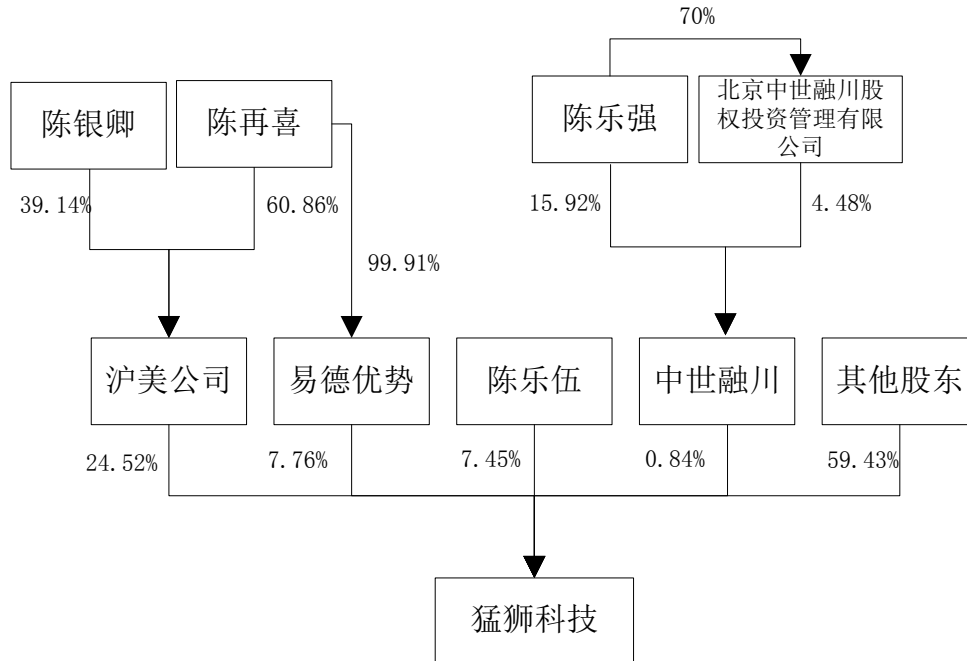 70%
陈银卿
陈再喜
陈乐强
北京中世融川股
权投资管理有限
公司
39.14%
60.86%
15.92%
4.48%
99.91%
沪美公司
易德优势
陈乐伍
中世融川
其他股东
24.52%
7.76%
7.45%
0.84%
59.43%
猛狮科技